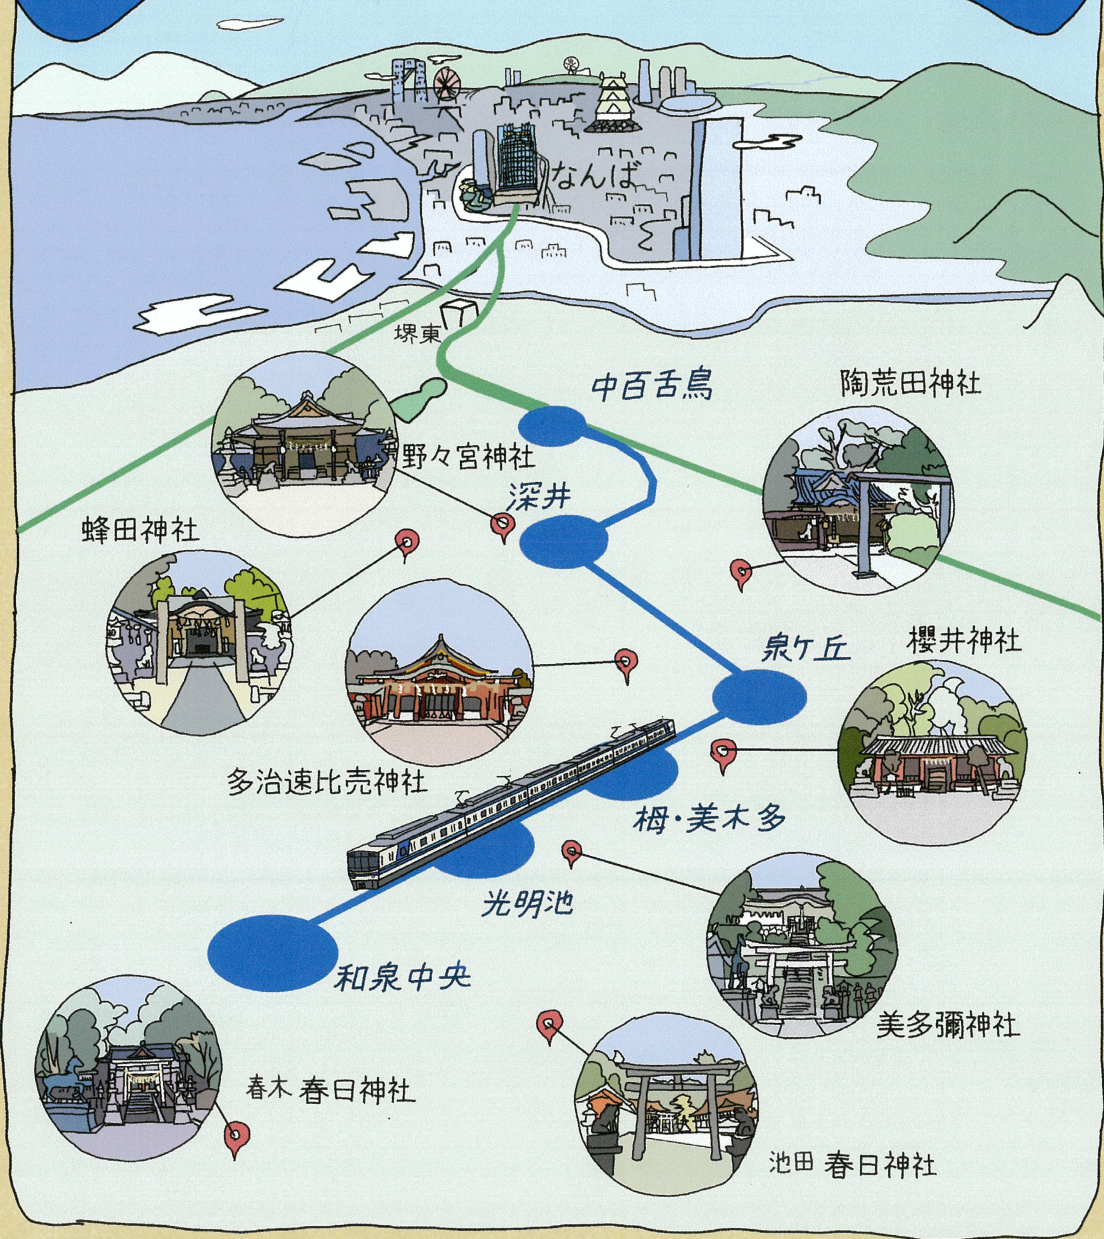 なんば
堺東
中百舌鳥
陶荒田神社
野々宮神社
深井
蜂田神社
泉ケ丘
櫻井神社
多治速比売神社
栂・美木多
光明池
和泉中央
美多彌神社
春木 春日神社
池田 春日神社